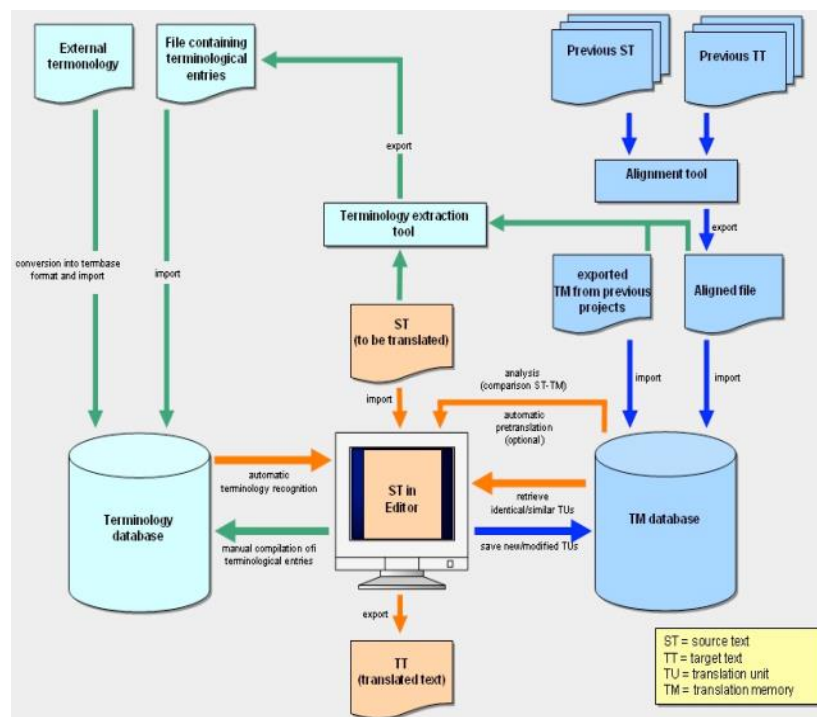 External
termonology
File containing
terminological
entries
Previous ST
Previous TT
export
Alignment tool
Terminology extraction
tool
export
conversion into termbase
format and import
import
exported
TM from previous
projects
Aligned file
ST
(to be translated)
analysis
(comparison ST-TM)
import
import
import
automatic
pretranslation
(optional)
automatic
terminology recognition
ST in
Editor
retrieve
identical/similar TUs
Terminology
database
TM database
manual compilation of
terminological entries
save new/modified TUs
export
TT
(translated text)
ST = source text
TT = target text
TU = translation unit
TM = translation memory